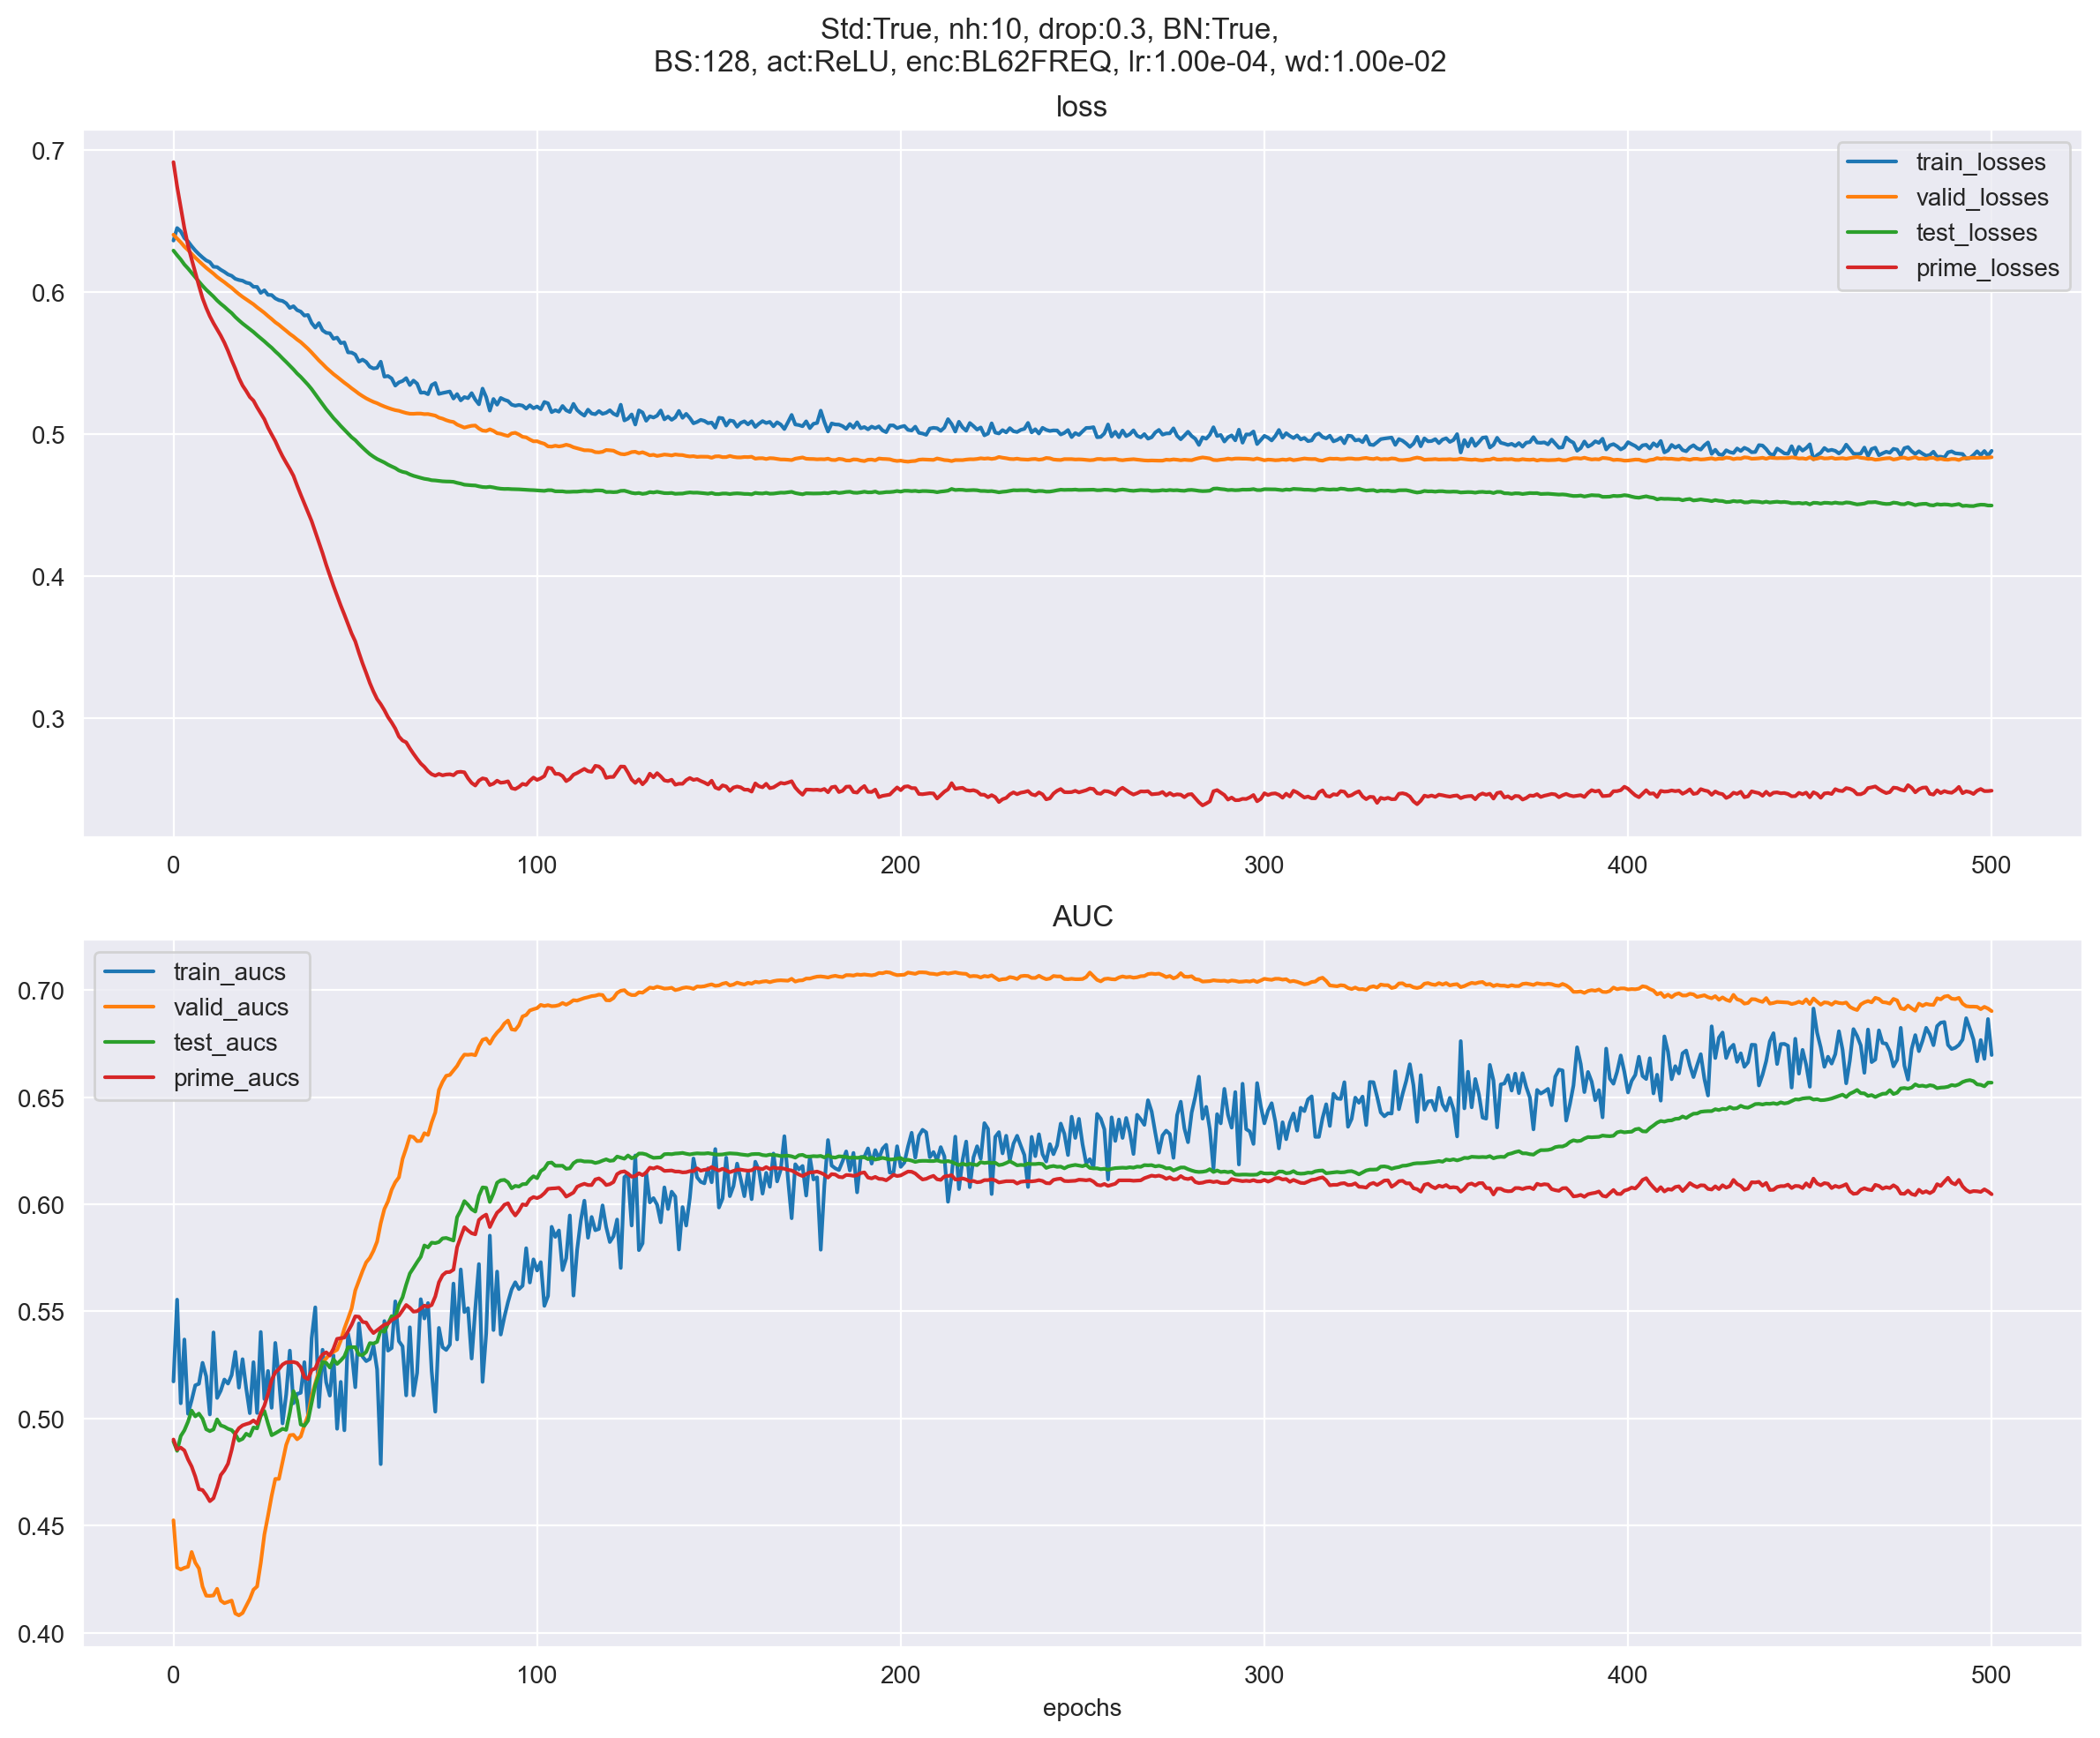 Std:True, nh:10, drop:0.3, BN:True,
BS:128, act:ReLU, enc:BL62FREQ, lr:1.00e-04, wd:1.00e-02
loss
0.7
0.6
0.5
0.4
0.3
train_losses
valid_losses
test_losses
prime_losses
0 100 200 300 400 500
AUC
0.70
0.65
0.60
0.55
0.50
0.45
0.40
train_aucs
valid_aucs
test_aucs
prime_aucs
0 100 200 300 400 500
epochs